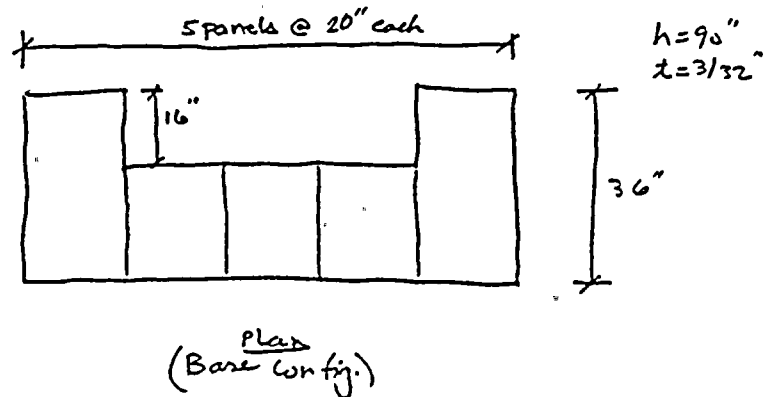 5 panels @ 20" each
h=90"
t=3/32"
16"
36"
Plan
(Base Config.)